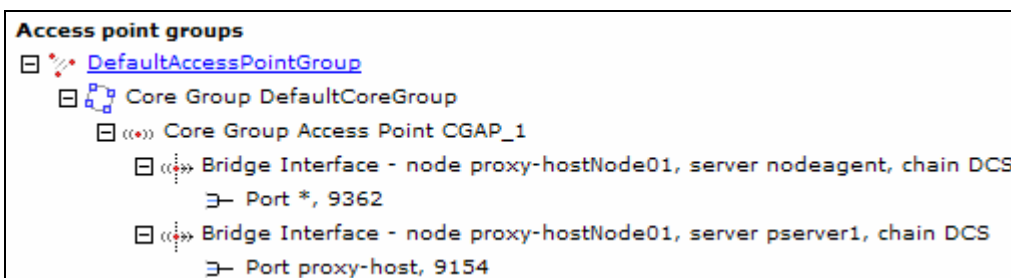 Access point groups
DefaultAccessPointGroup
Core Group DefaultCoreGroup
Core Group Access Point CGAP_1
Bridge Interface - node proxy-hostNode01, server nodeagent, chain DCS
Port *, 9362
Bridge Interface - node proxy-hostNode01, server pserver1, chain DCS
Port proxy-host, 9154